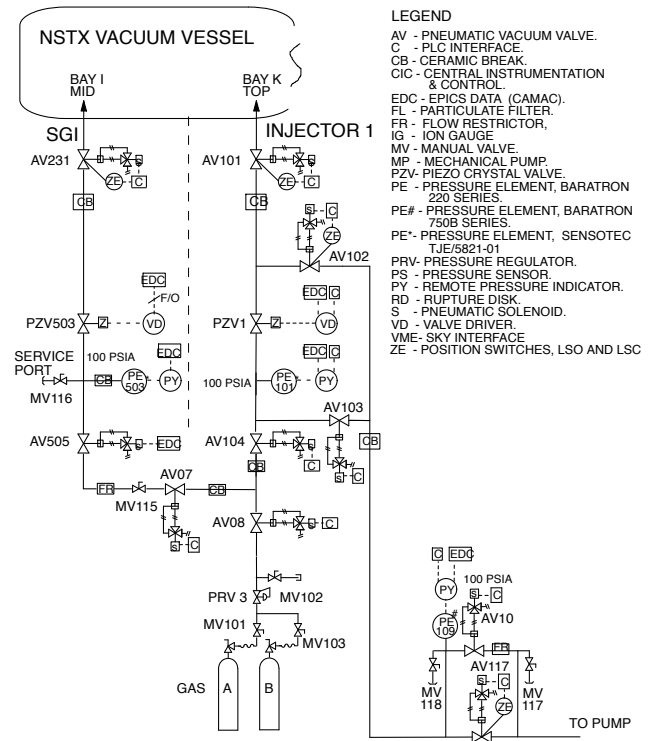 NSTX VACUUM VESSEL
BAY I
MID
BAY K
TOP
SGI
INJECTOR 1
AV231
S
ZE
C
AV101
S
ZE
C
CB
CB
S
C
ZE
AV102
EDC
F/O
PZV503
Z
VD
EDC
C
PZV1
Z
VD
SERVICE
PORT
MV116
100 PSIA
CB
PE
503
*
PY
EDC
100 PSIA
PE
101
*
PY
EDC
C
AV505
S
EDC
AV104
S
C
AV103
S
C
CB
CB
FR
MV115
AV07
CB
S
C
AV08
S
C
PRV 3
MV102
MV101
MV103
GAS
A
B
C
EDC
PY
100 PSIA
PE
109
#
S
C
AV10
FR
MV
118
AV117
MV
117
S
C
ZE
TO PUMP
LEGEND
AV - PNEUMATIC VACUUM VALVE.
C - PLC INTERFACE.
CB - CERAMIC BREAK.
CIC - CENTRAL INSTRUMENTATION
& CONTROL.
EDC - EPICS DATA (CAMAC).
FL - PARTICULATE FILTER.
FR - FLOW RESTRICTOR,
IG - ION GAUGE
MV - MANUAL VALVE.
MP - MECHANICAL PUMP.
PZV- PIEZO CRYSTAL VALVE.
PE - PRESSURE ELEMENT, BARATRON
220 SERIES.
PE# - PRESSURE ELEMENT, BARATRON
750B SERIES.
PE*- PRESSURE ELEMENT, SENSOTEC
TJE/5821-01
PRV- PRESSURE REGULATOR.
PS - PRESSURE SENSOR.
PY - REMOTE PRESSURE INDICATOR.
RD - RUPTURE DISK.
S - PNEUMATIC SOLENOID.
VD - VALVE DRIVER.
VME- SKY INTERFACE
ZE - POSITION SWITCHES, LSO AND LSC